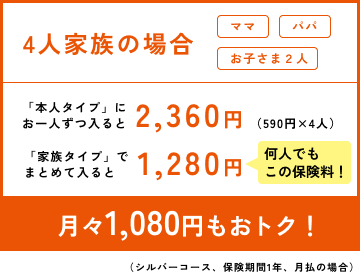 4人家族の場合
ママ パパ
お子さま2人
「本人タイプ」に
お一人ずつ入ると 2,360円 (590円×4人)
「家族タイプ」で
まとめて入ると 1,280円
何人でも
この保険料!
月々1,080円もおトク!
(シルバーコース、保険期間1年、月払の場合)